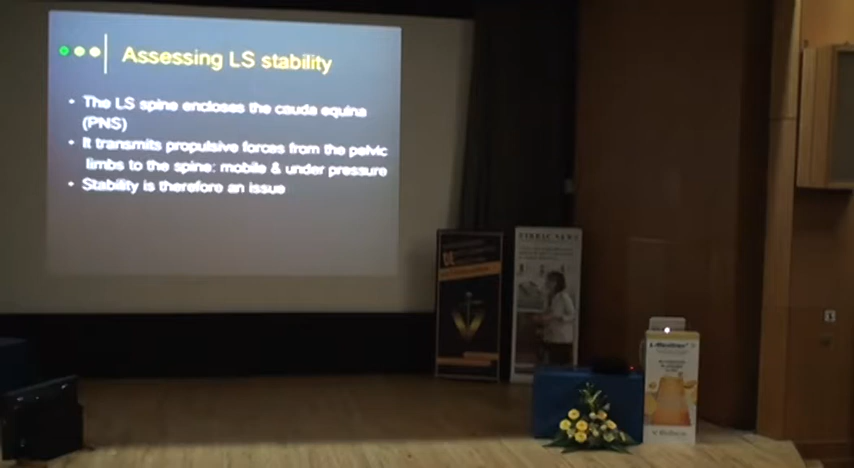 Assessing LS stability
• The LS spine encloses the cauda equina
(PNS)
• It transmits propulsive forces from the pelvic
limbs to the spine: mobile & under pressure
• Stability is therefore an issue